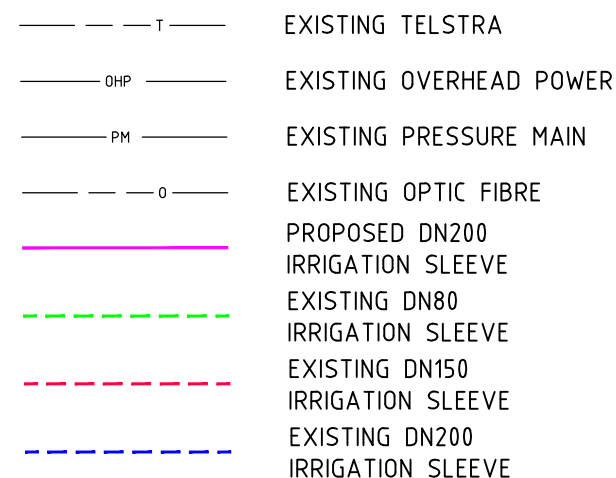 T EXISTING TELSTRA
OHP EXISTING OVERHEAD POWER
PM EXISTING PRESSURE MAIN
O EXISTING OPTIC FIBRE
PROPOSED DN200
IRRIGATION SLEEVE
EXISTING DN80
IRRIGATION SLEEVE
EXISTING DN150
IRRIGATION SLEEVE
EXISTING DN200
IRRIGATION SLEEVE